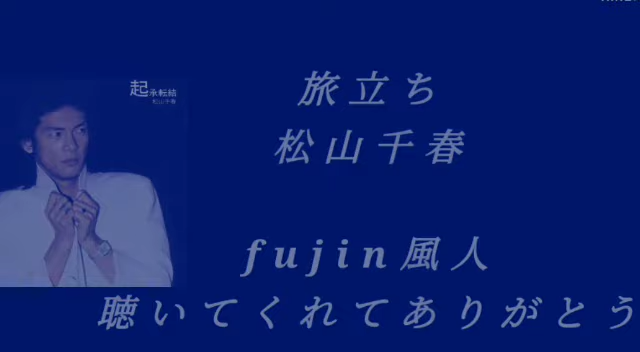 起承転結
松山千春
旅立ち
松山千春
fujin風人
聴いてくれてありがとう